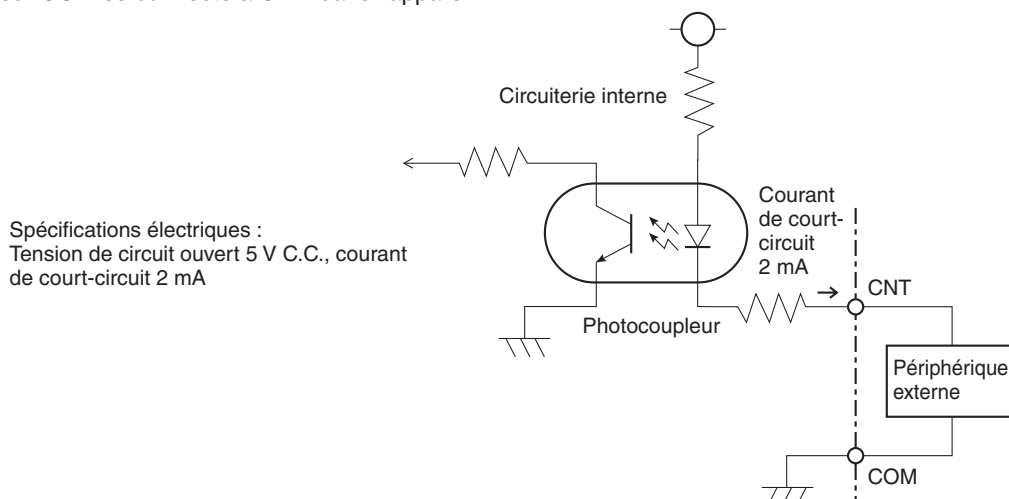 Circuiterie interne
Spécifications électriques :
Tension de circuit ouvert 5 V C.C., courant
de court-circuit 2 mA
Courant
de court-
circuit
2 mA
CNT
Photocoupleur
Périphérique
externe
COM